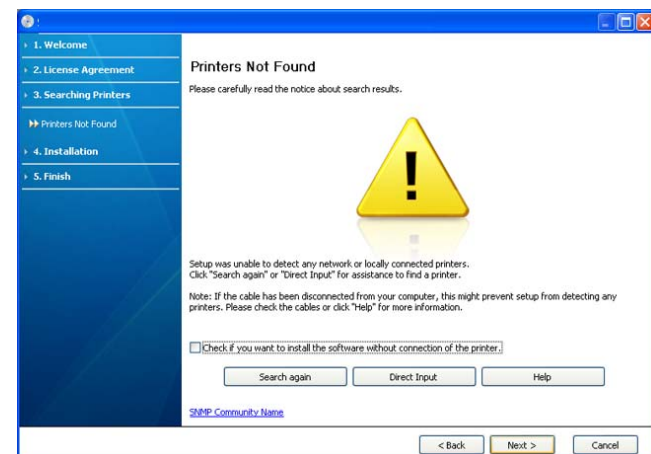 1. Welcome
2. License Agreement
3. Searching Printers
Printers Not Found
4. Installation
5. Finish
Printers Not Found
Please carefully read the notice about search results.
Setup was unable to detect any network or locally connected printers.
Click "Search again" or "Direct Input" for assistance to find a printer.
Note: If the cable has been disconnected from your computer, this might prevent setup from detecting any
printers. Please check the cables or click "Help" for more information.
Check if you want to install the software without connection of the printer.
Search again
Direct Input
Help
SNMP Community Name
< Back
Next >
Cancel